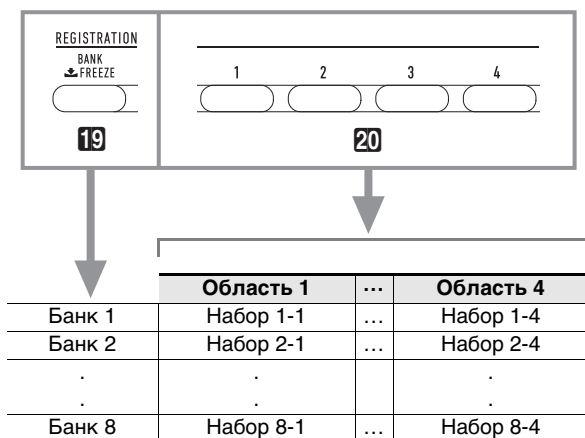 REGISTRATION
BANK
FREEZE
1 2 3 4
19 20
Область 1 ... Область 4
Банк 1 Набор 1-1 ... Набор 1-4
Банк 2 Набор 2-1 ... Набор 2-4
. . .
. . .
Банк 8 Набор 8-1 ... Набор 8-4